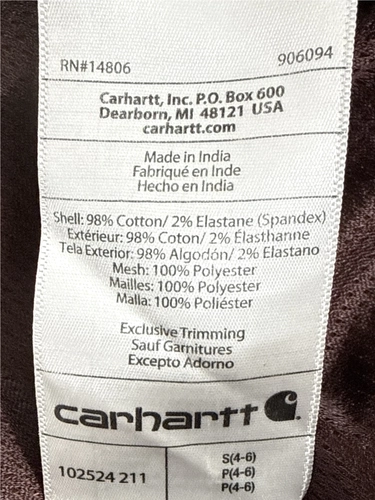 RN#14806 906094
Carhartt, Inc. P.O. Box 600
Dearborn, MI 48121 USA
carhartt.com
Made in India
Fabriqué en Inde
Hecho en India
Shell: 98% Cotton/ 2% Elastane (Spandex)
Extérieur: 98% Coton/ 2% Élasthanne
Tela Exterior: 98% Algodón/ 2% Elastano
Mesh: 100% Polyester
Mailles: 100% Polyester
Malla: 100% Poliéster
Exclusive Trimming
Sauf Garnitures
Excepto Adorno
carhartt
102524 211
S(4-6)
P(4-6)
P(4-6)